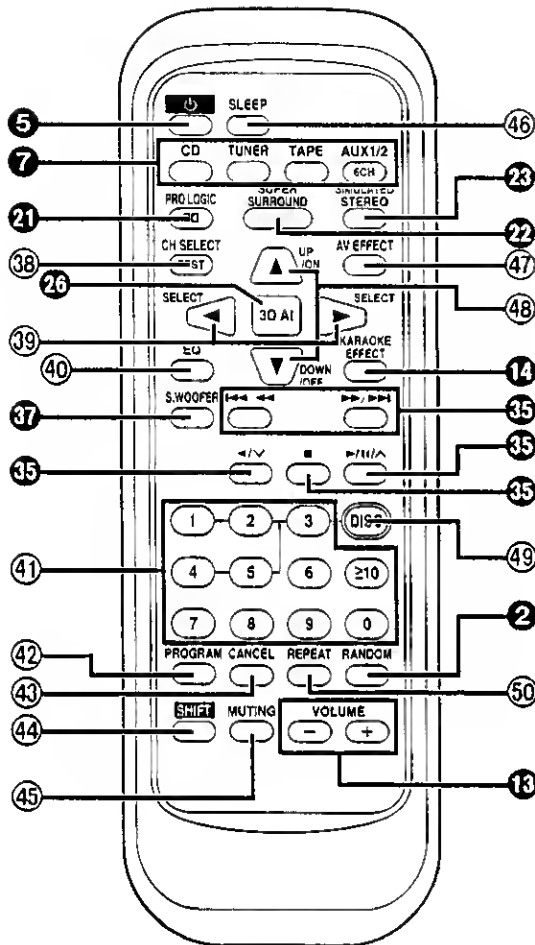 ⏻ SLEEP
5 46
7 CD TUNER TAPE AUX1/2
6CH
PRO LOGIC SUPER SURROUND SIMULATED STEREO 23
21 22
CH SELECT UP /ON AV EFFECT
38 TEST ▲ 47
26 48
SELECT ◀ 3D AI ▶ SELECT
39
EQ ▼ DOWN /OFF KARAOKE EFFECT
40 14
S.WOOFER |◀◀ ◀◀ ▶▶/▶▶|
37 35
◀/∨ ■ ▶/II/∧
35 35
35
1 2 3 DISC
49
41 4 5 6 ≥10
7 8 9 0 2
PROGRAM CANCEL REPEAT RANDOM
42
43 50
SHIFT MUTING VOLUME
44 − +
45 13